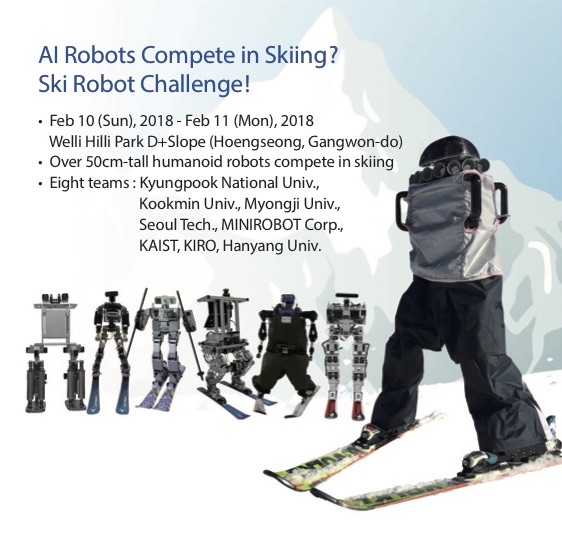 AI Robots Compete in Skiing?
Ski Robot Challenge!
• Feb 10 (Sun), 2018 - Feb 11 (Mon), 2018
Welli Hilli Park D+Slope (Hoengseong, Gangwon-do)
• Over 50cm-tall humanoid robots compete in skiing
• Eight teams : Kyungpook National Univ.,
Kookmin Univ., Myongji Univ.,
Seoul Tech., MINIROBOT Corp.,
KAIST, KIRO, Hanyang Univ.